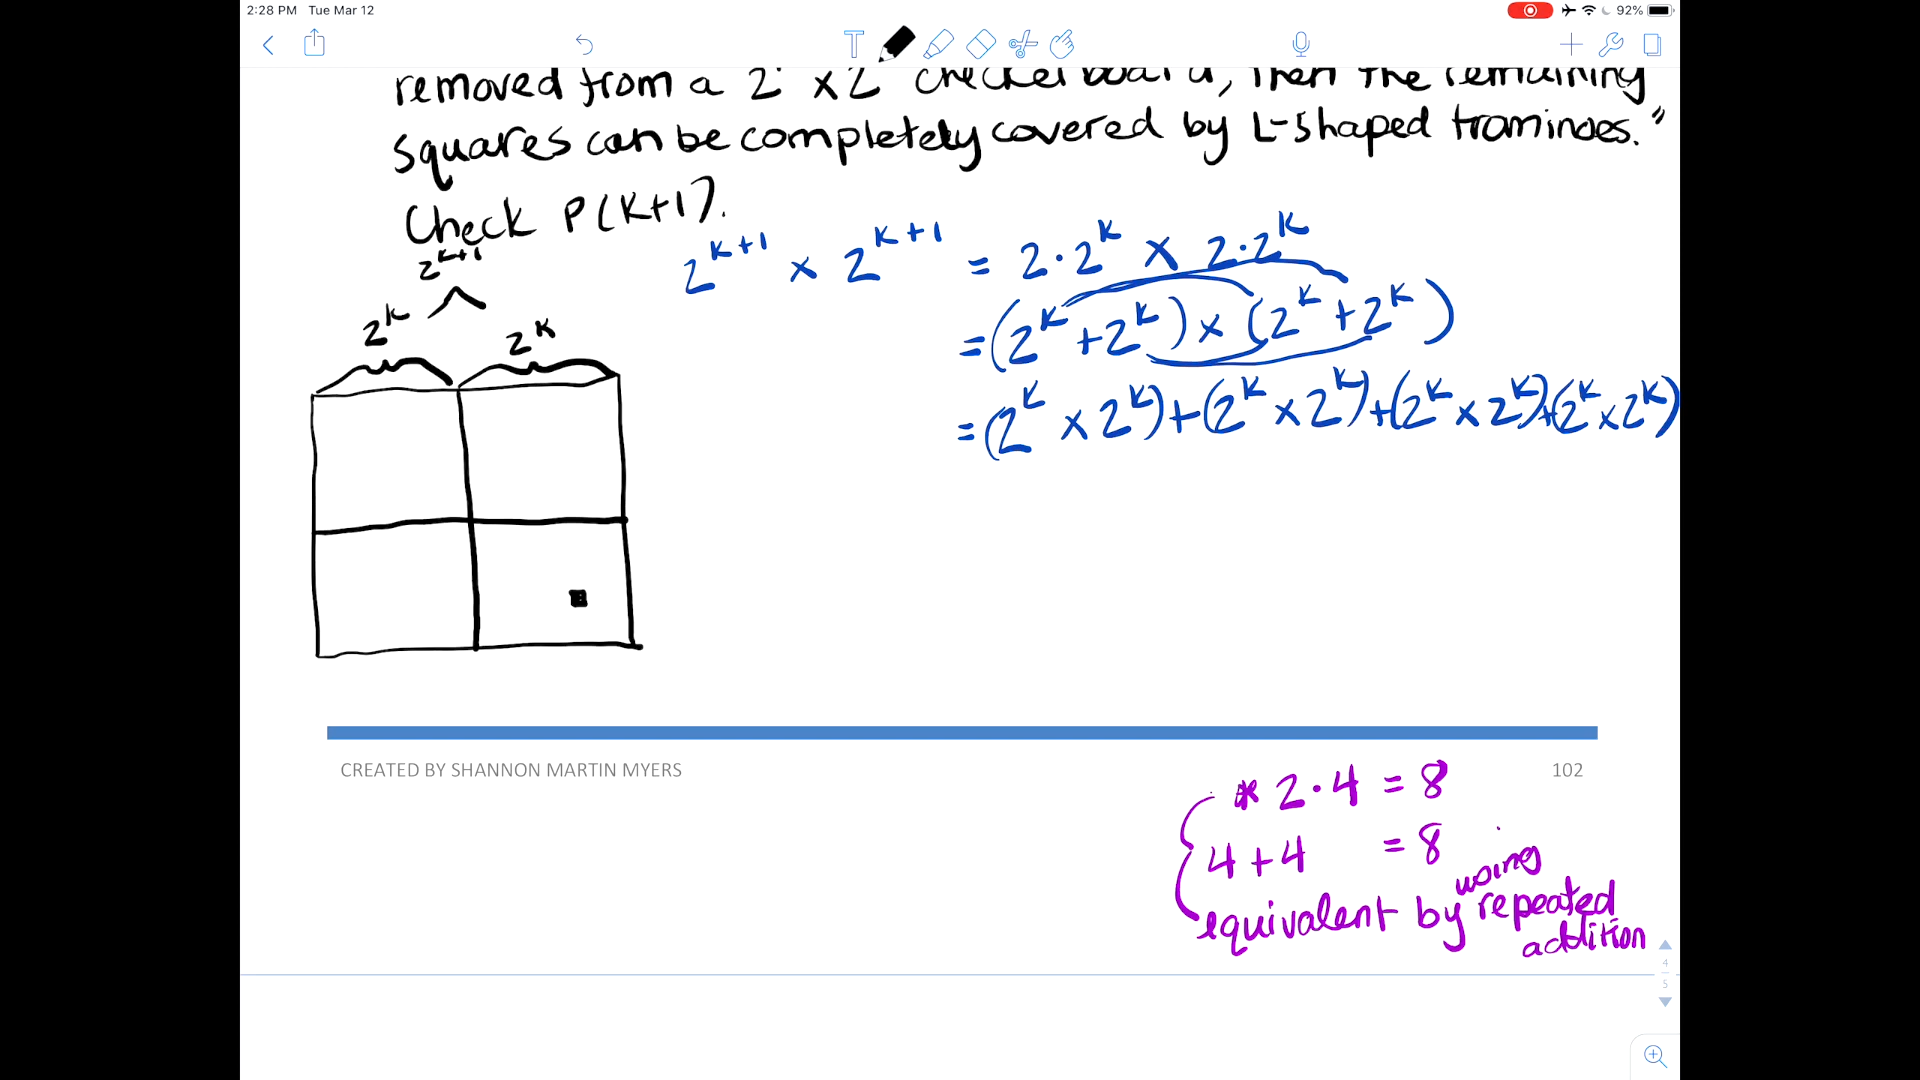 2:28 PM Tue Mar 12
92%
removed from a 2 x 2 checkerboard, then the remaining
squares can be completely covered by L-shaped trominoes."
Check P(K+1).
2^{K+1} × 2^{K+1} = 2·2^K × 2·2^K
=(2^K+2^K)×(2^K+2^K)
=(2^K×2^K)+(2^K×2^K)+(2^K×2^K)+(2^K×2^K)
2^{K+1}
2^K 2^K
CREATED BY SHANNON MARTIN MYERS
102
* 2·4 = 8
4+4 = 8
equivalent by using repeated
addition
4
5